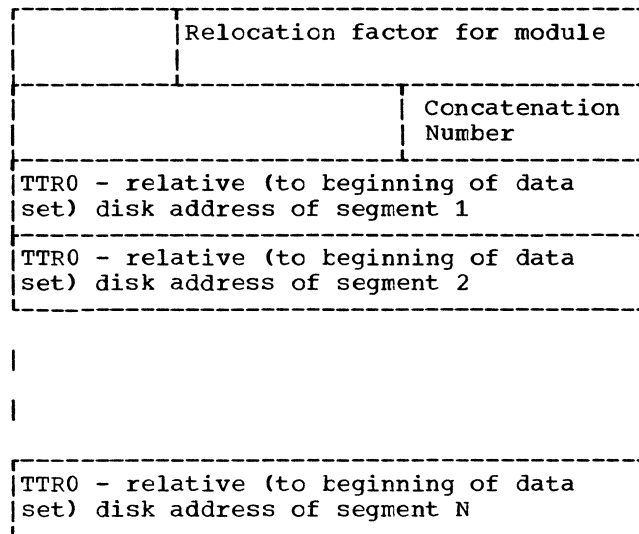 Relocation factor for module
Concatenation
Number
TTR0 - relative (to beginning of data
set) disk address of segment 1
TTR0 - relative (to beginning of data
set) disk address of segment 2
TTR0 - relative (to beginning of data
set) disk address of segment N